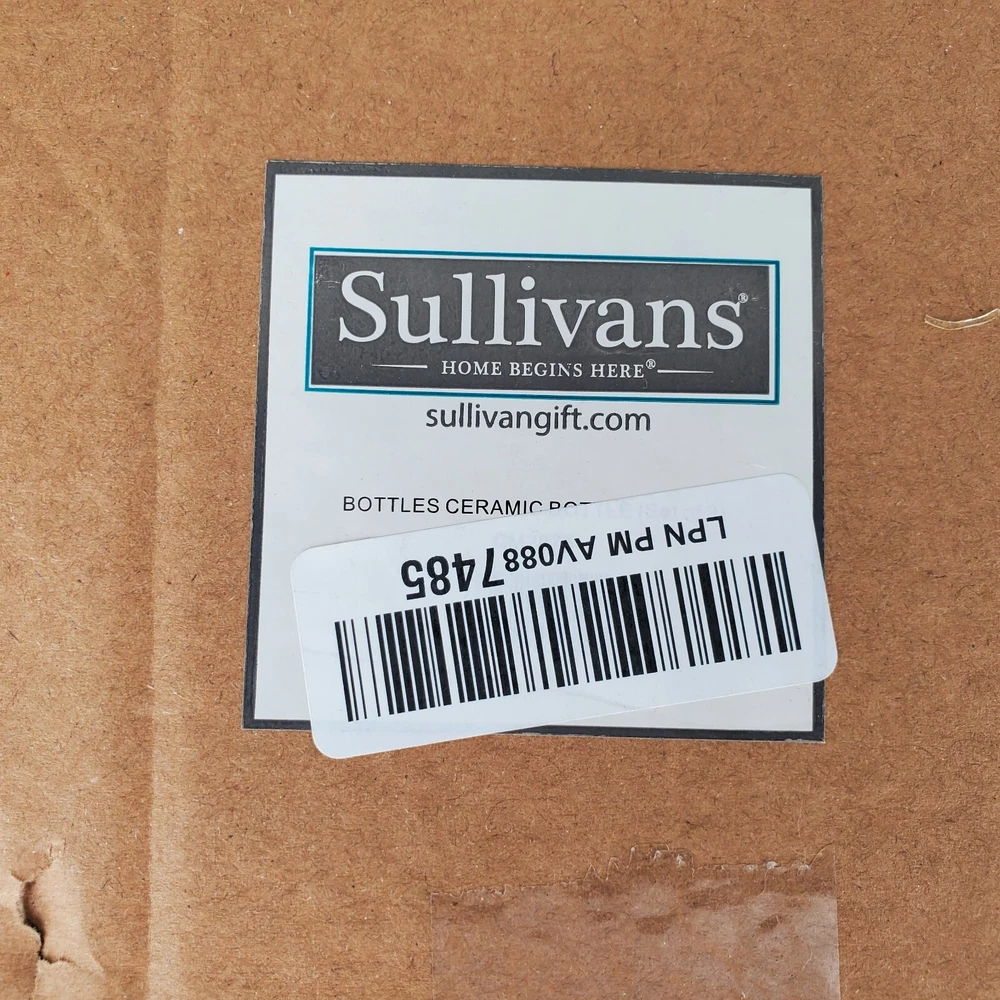 Sullivans®
HOME BEGINS HERE®
sullivangift.com
BOTTLES CERAMIC
LPN PM AV0887485